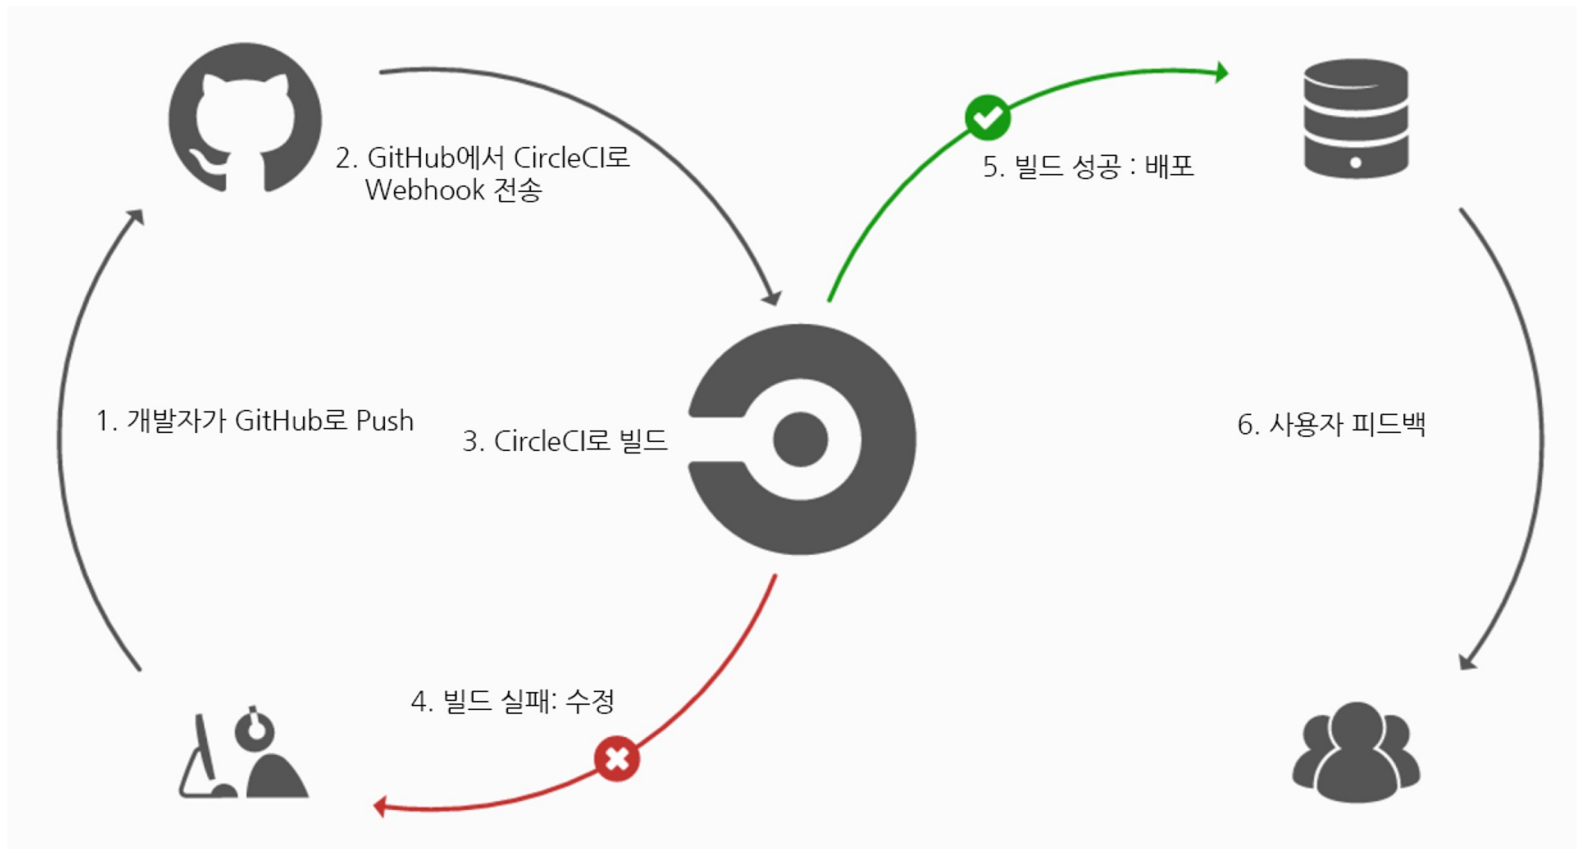 1. 개발자가 GitHub로 Push
2. GitHub에서 CircleCI로
Webhook 전송
3. CircleCI로 빌드
4. 빌드 실패: 수정
5. 빌드 성공 : 배포
6. 사용자 피드백